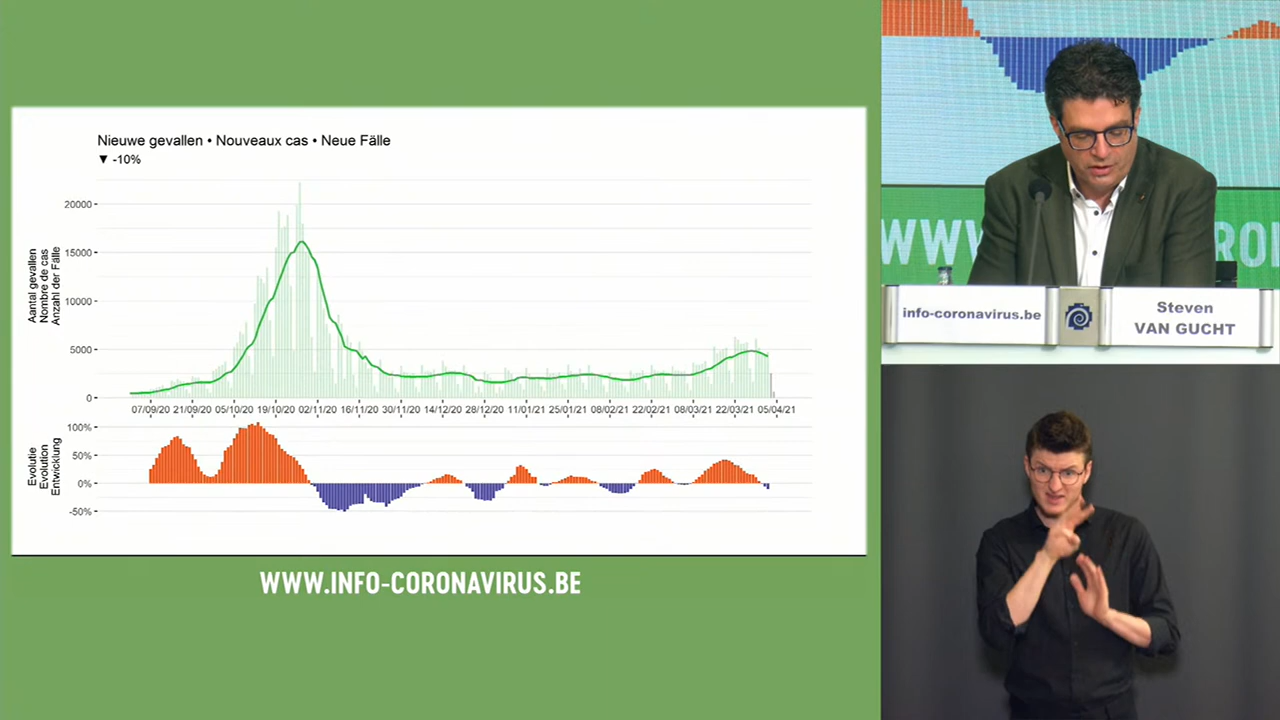 Nieuwe gevallen • Nouveaux cas • Neue Fälle
▼ -10%
Aantal gevallen
Nombre de cas
Anzahl der Fälle
20000
15000
10000
5000
0
07/09/20 21/09/20 05/10/20 19/10/20 02/11/20 16/11/20 30/11/20 14/12/20 28/12/20 11/01/21 25/01/21 08/02/21 22/02/21 08/03/21 22/03/21 05/04/21
Evolutie
Evolution
Entwicklung
100%
50%
0%
-50%
WWW.INFO-CORONAVIRUS.BE
WWW
ROI
info-coronavirus.be
Steven
VAN GUCHT